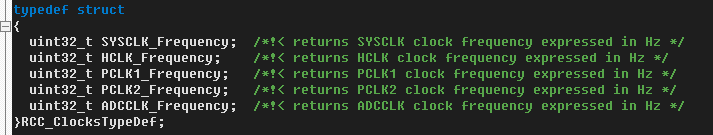 typedef struct
{
  uint32_t SYSCLK_Frequency;  /*!< returns SYSCLK clock frequency expressed in Hz */
  uint32_t HCLK_Frequency;    /*!< returns HCLK clock frequency expressed in Hz */
  uint32_t PCLK1_Frequency;   /*!< returns PCLK1 clock frequency expressed in Hz */
  uint32_t PCLK2_Frequency;   /*!< returns PCLK2 clock frequency expressed in Hz */
  uint32_t ADCCLK_Frequency;  /*!< returns ADCCLK clock frequency expressed in Hz */
}RCC_ClocksTypeDef;